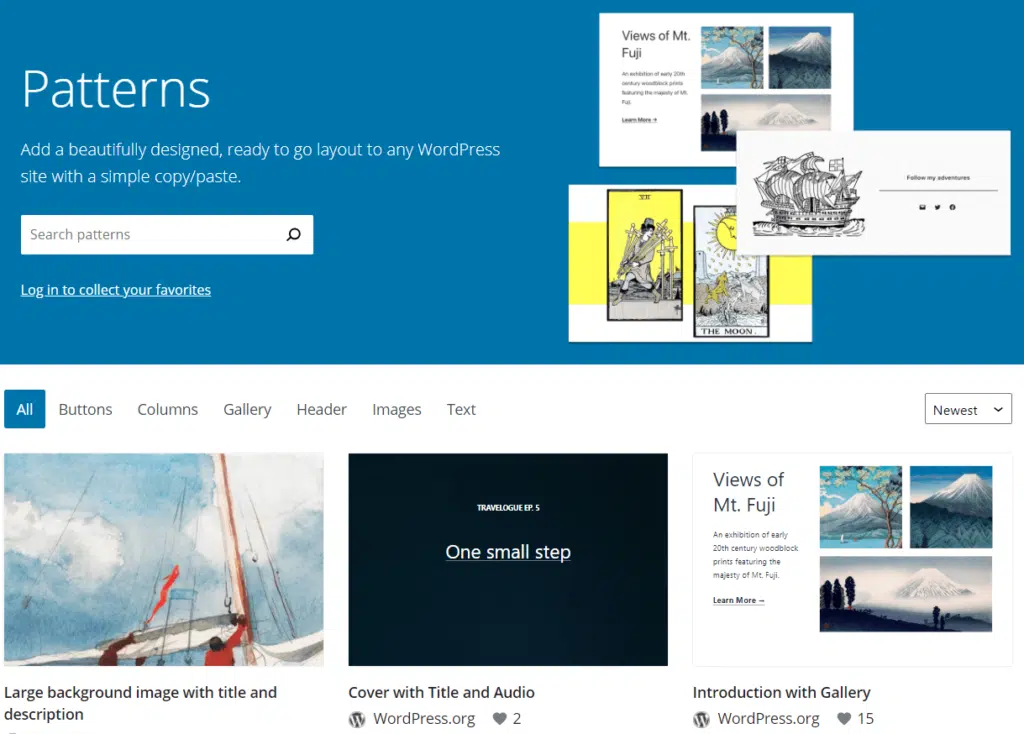 Patterns
Add a beautifully designed, ready to go layout to any WordPress
site with a simple copy/paste.
Search patterns
Log in to collect your favorites
Views of Mt.
Fuji
An exhibition of early 20th
century woodblock prints
featuring the majesty of Mt.
Fuji.
Learn More →
Follow my adventures
VII
THE MOON.
All
Buttons
Columns
Gallery
Header
Images
Text
Newest
TRAVELOGUE EP. 5
One small step
Views of
Mt. Fuji
An exhibition of early
20th century woodblock
prints featuring the
majesty of Mt. Fuji.
Learn More →
Large background image with title and
description
Cover with Title and Audio
WordPress.org
2
Introduction with Gallery
WordPress.org
15